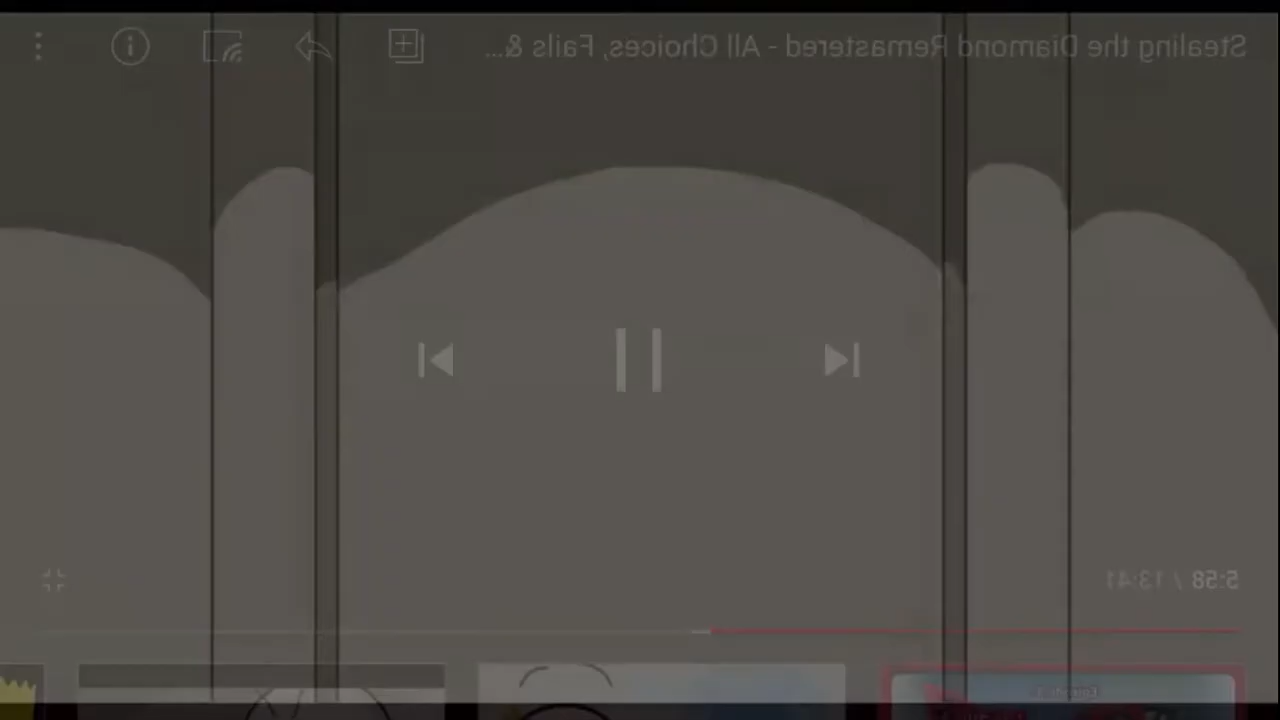 Stealing the Diamond Remastered - All Choices, Fails &...
5:58 / 13:41